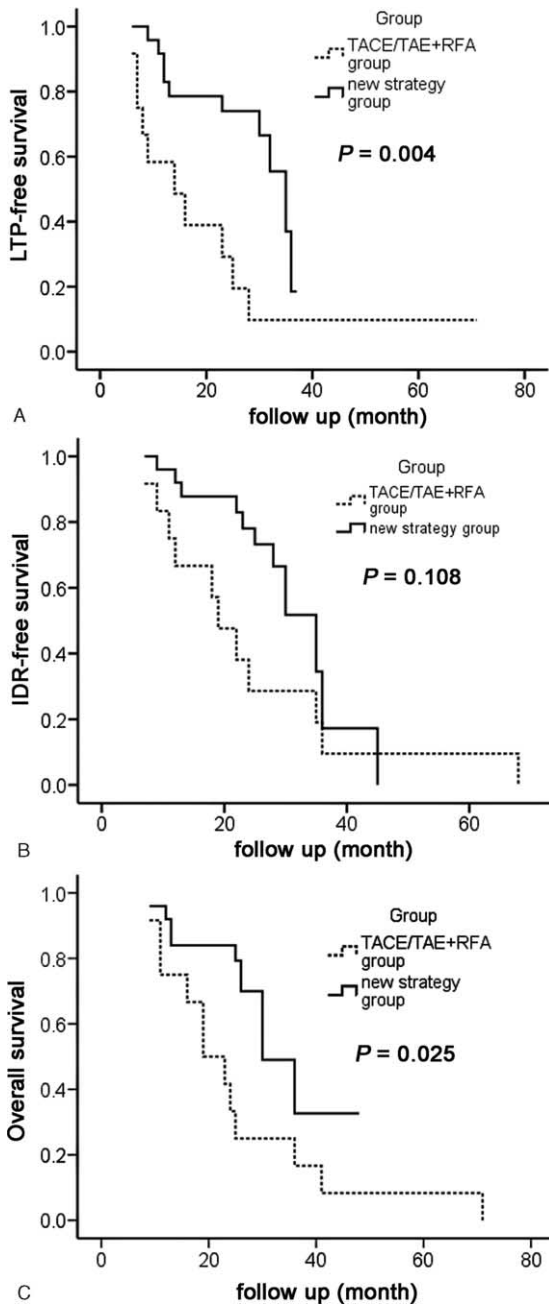 Group
TACE/TAE+RFA
group
new strategy
group
P = 0.004
LTP-free survival
1.0
0.8
0.6
0.4
0.2
0.0
0
20
40
60
80
follow up (month)
A
Group
TACE/TAE+RFA
group
new strategy group
P = 0.108
IDR-free survival
1.0
0.8
0.6
0.4
0.2
0.0
0
20
40
60
follow up (month)
B
Group
TACE/TAE+RFA
group
new strategy
group
P = 0.025
Overall survival
1.0
0.8
0.6
0.4
0.2
0.0
0
20
40
60
80
follow up (month)
C